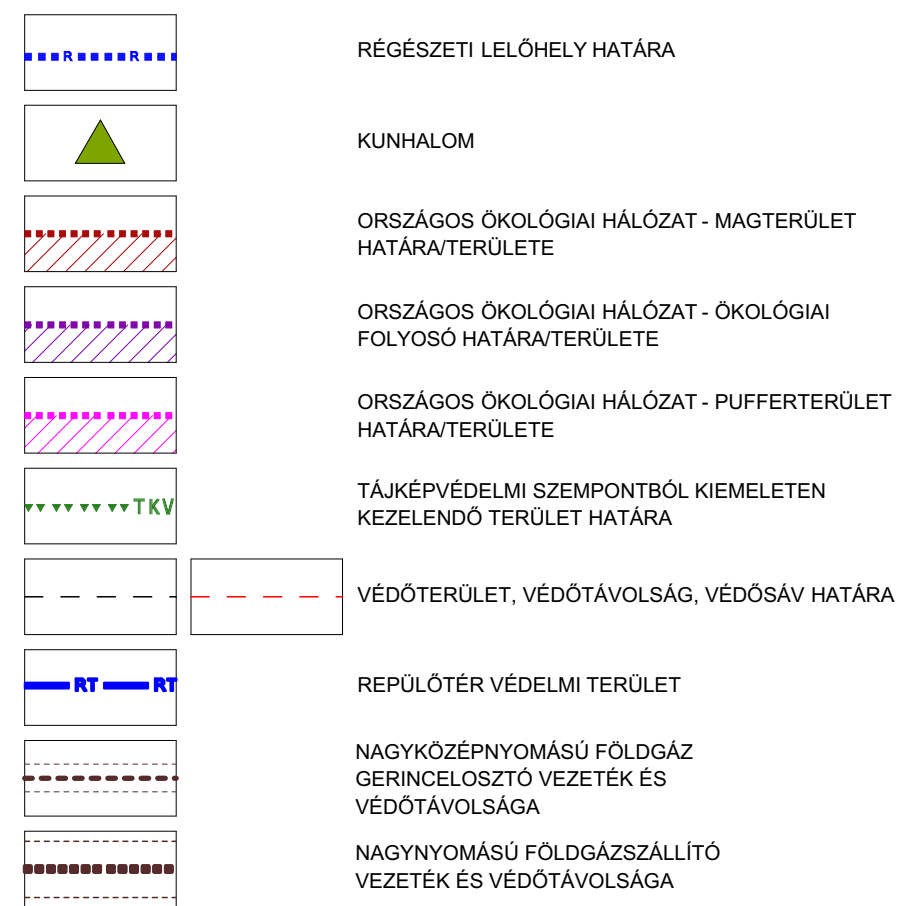 R R
RÉGÉSZETI LELŐHELY HATÁRA
KUNHALOM
ORSZÁGOS ÖKOLÓGIAI HÁLÓZAT - MAGTERÜLET
HATÁRA/TERÜLETE
ORSZÁGOS ÖKOLÓGIAI HÁLÓZAT - ÖKOLÓGIAI
FOLYOSÓ HATÁRA/TERÜLETE
ORSZÁGOS ÖKOLÓGIAI HÁLÓZAT - PUFFERTERÜLET
HATÁRA/TERÜLETE
TKV
TÁJKÉPVÉDELMI SZEMPONTBÓL KIEMELETEN
KEZELENDŐ TERÜLET HATÁRA
VÉDŐTERÜLET, VÉDŐTÁVOLSÁG, VÉDŐSÁV HATÁRA
RT RT
REPÜLŐTÉR VÉDELMI TERÜLET
NAGYKÖZÉPNYOMÁSÚ FÖLDGÁZ
GERINCELOSZTÓ VEZETÉK ÉS
VÉDŐTÁVOLSÁGA
NAGYNYOMÁSÚ FÖLDGÁZSZÁLLÍTÓ
VEZETÉK ÉS VÉDŐTÁVOLSÁGA